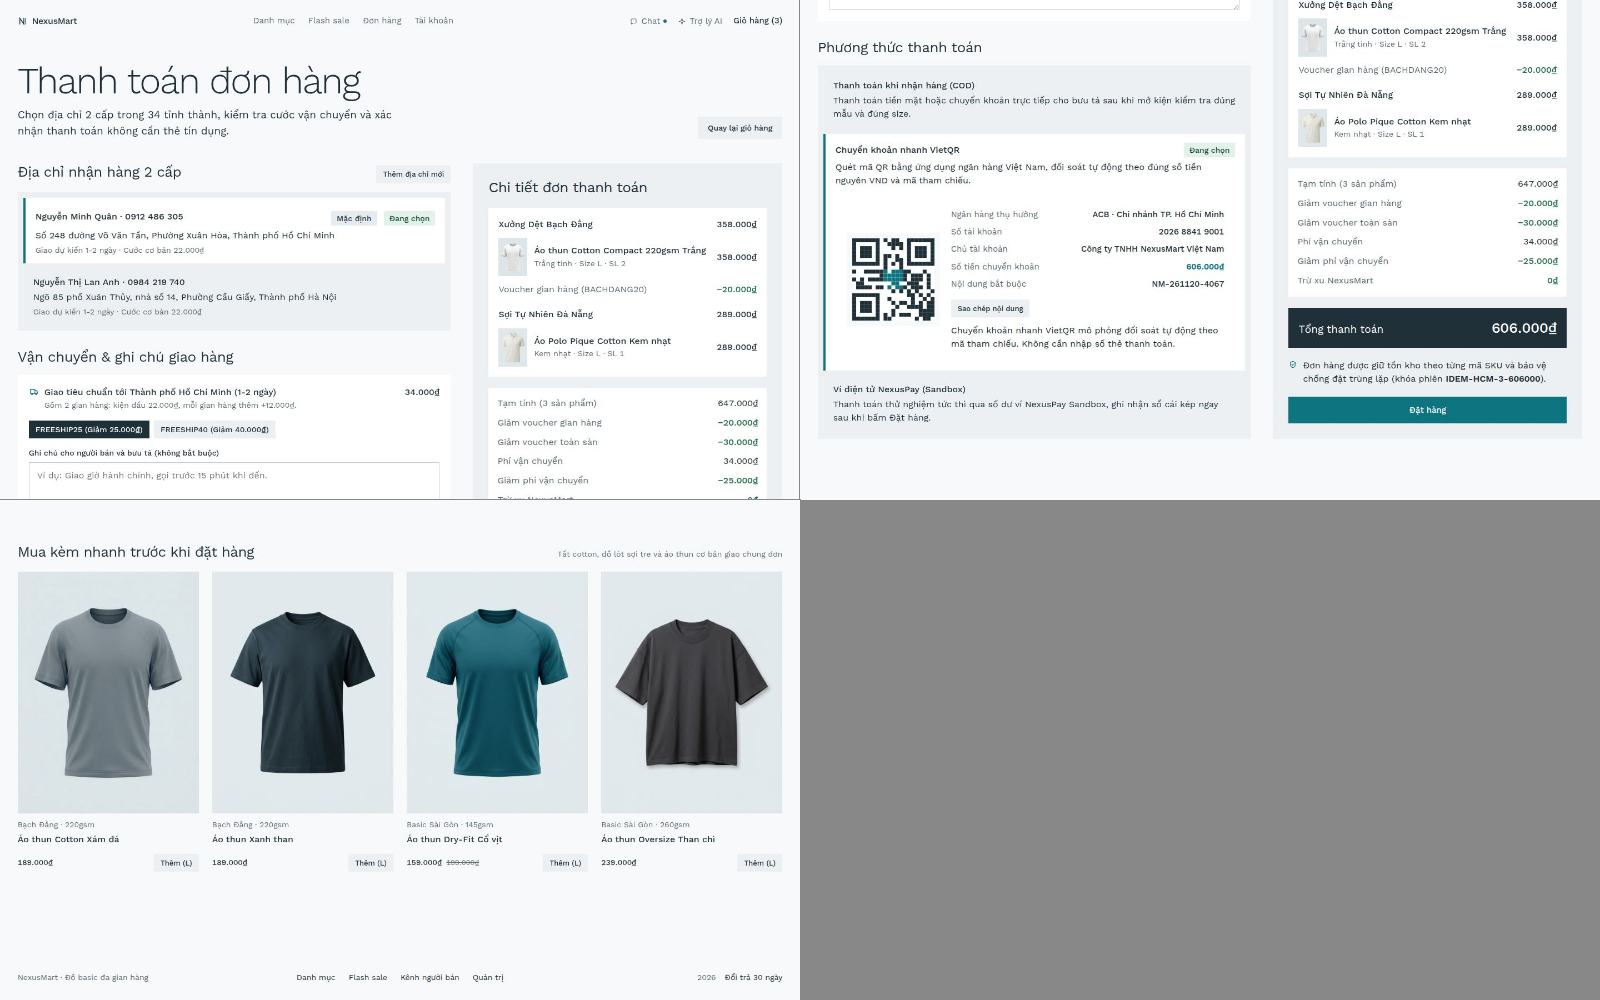 NexusMart
Danh mục Flash sale Đơn hàng Tài khoản
Chat Trợ lý AI Giỏ hàng (3)
Thanh toán đơn hàng
Chọn địa chỉ 2 cấp trong 34 tỉnh thành, kiểm tra cước vận chuyển và xác
nhận thanh toán không cần thẻ tín dụng.
Quay lại giỏ hàng
Địa chỉ nhận hàng 2 cấp
Thêm địa chỉ mới
Nguyễn Minh Quân · 0912 486 305
Mặc định Đang chọn
Số 248 đường Võ Văn Tần, Phường Xuân Hòa, Thành phố Hồ Chí Minh
Giao dự kiến 1-2 ngày · Cước cơ bản 22.000₫
Nguyễn Thị Lan Anh · 0984 219 740
Ngõ 85 phố Xuân Thủy, nhà số 14, Phường Cầu Giấy, Thành phố Hà Nội
Giao dự kiến 1-2 ngày · Cước cơ bản 22.000₫
Vận chuyển & ghi chú giao hàng
Giao tiêu chuẩn tới Thành phố Hồ Chí Minh (1-2 ngày) 34.000₫
Gồm 2 gian hàng: kiện đầu 22.000₫, mỗi gian hàng thêm +12.000₫.
FREESHIP25 (Giảm 25.000₫) FREESHIP40 (Giảm 40.000₫)
Ghi chú cho người bán và bưu tá (không bắt buộc)
Ví dụ: Giao giờ hành chính, gọi trước 15 phút khi đến.
Chi tiết đơn thanh toán
Xưởng Dệt Bạch Đằng 358.000₫
Áo thun Cotton Compact 220gsm Trắng 358.000₫
Trắng tinh · Size L · SL 2
Voucher gian hàng (BACHDANG20) −20.000₫
Sợi Tự Nhiên Đà Nẵng 289.000₫
Áo Polo Pique Cotton Kem nhạt 289.000₫
Kem nhạt · Size L · SL 1
Tạm tính (3 sản phẩm) 647.000₫
Giảm voucher gian hàng −20.000₫
Giảm voucher toàn sàn −30.000₫
Phí vận chuyển 34.000₫
Giảm phí vận chuyển −25.000₫
Trừ xu NexusMart 0₫
Phương thức thanh toán
Thanh toán khi nhận hàng (COD)
Thanh toán tiền mặt hoặc chuyển khoản trực tiếp cho bưu tá sau khi mở kiện kiểm tra đúng
mẫu và đúng size.
Chuyển khoản nhanh VietQR Đang chọn
Quét mã QR bằng ứng dụng ngân hàng Việt Nam, đối soát tự động theo đúng số tiền
nguyên VND và mã tham chiếu.
Ngân hàng thụ hưởng ACB · Chi nhánh TP. Hồ Chí Minh
Số tài khoản 2026 8841 9001
Chủ tài khoản Công ty TNHH NexusMart Việt Nam
Số tiền chuyển khoản 606.000₫
Nội dung bắt buộc NM-261120-4067
Sao chép nội dung
Chuyển khoản nhanh VietQR mô phỏng đối soát tự động theo
mã tham chiếu. Không cần nhập số thẻ thanh toán.
Ví điện tử NexusPay (Sandbox)
Thanh toán thử nghiệm tức thì qua số dư ví NexusPay Sandbox, ghi nhận sổ cái kép ngay
sau khi bấm Đặt hàng.
Xưởng Dệt Bạch Đằng 358.000₫
Áo thun Cotton Compact 220gsm Trắng 358.000₫
Trắng tinh · Size L · SL 2
Voucher gian hàng (BACHDANG20) −20.000₫
Sợi Tự Nhiên Đà Nẵng 289.000₫
Áo Polo Pique Cotton Kem nhạt 289.000₫
Kem nhạt · Size L · SL 1
Tạm tính (3 sản phẩm) 647.000₫
Giảm voucher gian hàng −20.000₫
Giảm voucher toàn sàn −30.000₫
Phí vận chuyển 34.000₫
Giảm phí vận chuyển −25.000₫
Trừ xu NexusMart 0₫
Tổng thanh toán 606.000₫
Đơn hàng được giữ tồn kho theo từng mã SKU và bảo vệ
chống đặt trùng lặp (khóa phiên IDEM-HCM-3-606000).
Đặt hàng
Mua kèm nhanh trước khi đặt hàng
Tất cotton, đồ lót sợi tre và áo thun cơ bản giao chung đơn
Bạch Đằng · 220gsm
Áo thun Cotton Xám đá
189.000₫ Thêm (L)
Bạch Đằng · 220gsm
Áo thun Xanh than
189.000₫ Thêm (L)
Basic Sài Gòn · 145gsm
Áo thun Dry-Fit Cổ vịt
159.000₫ 199.000₫ Thêm (L)
Basic Sài Gòn · 260gsm
Áo thun Oversize Than chì
239.000₫ Thêm (L)
NexusMart · Đồ basic đa gian hàng
Danh mục Flash sale Kênh người bán Quản trị
2026 Đổi trả 30 ngày